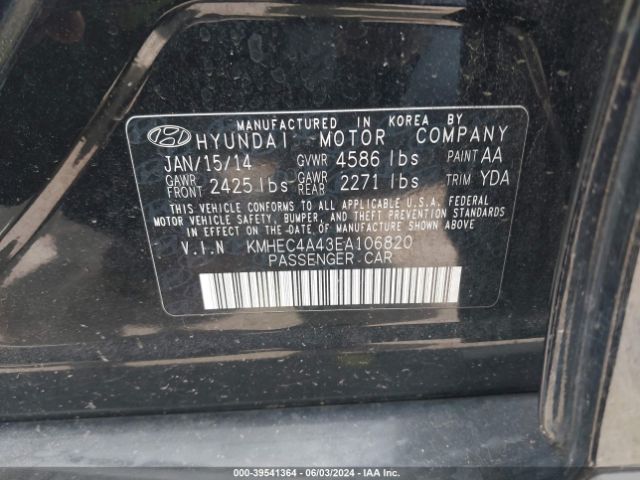 MANUFACTURED IN KOREA BY
HYUNDAI MOTOR COMPANY
JAN/15/14 GVWR 4586 lbs PAINT AA
GAWR FRONT 2425 lbs GAWR REAR 2271 lbs TRIM YDA
THIS VEHICLE CONFORMS TO ALL APPLICABLE U.S.A. FEDERAL
MOTOR VEHICLE SAFETY, BUMPER, AND THEFT PREVENTION STANDARDS
IN EFFECT ON THE-DATE OF MANUFACTURE SHOWN ABOVE
V.I.N KMHEC4A43EA106820
PASSENGER CAR
000-39541364 - 06/03/2024 - IAA Inc.